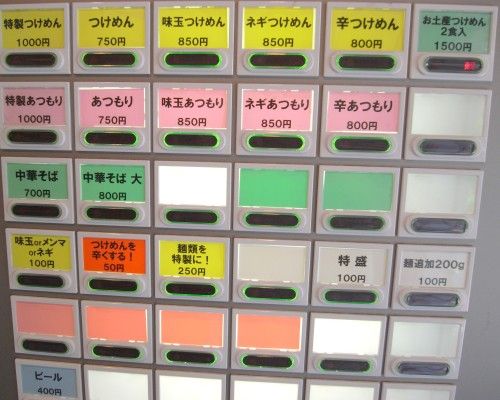 特製つけめん
1000円
つけめん
750円
味玉つけめん
850円
ネギつけめん
850円
辛つけめん
800円
お土産つけめん
2食入
1500円
特製あつもり
1000円
あつもり
750円
味玉あつもり
850円
ネギあつもり
850円
辛あつもり
800円
中華そば
700円
中華そば 大
800円
味玉orメンマ
orネギ
100円
つけめんを
辛くする！
50円
麺類を
特製に！
250円
特盛
100円
麺追加200g
100円
ビール
400円